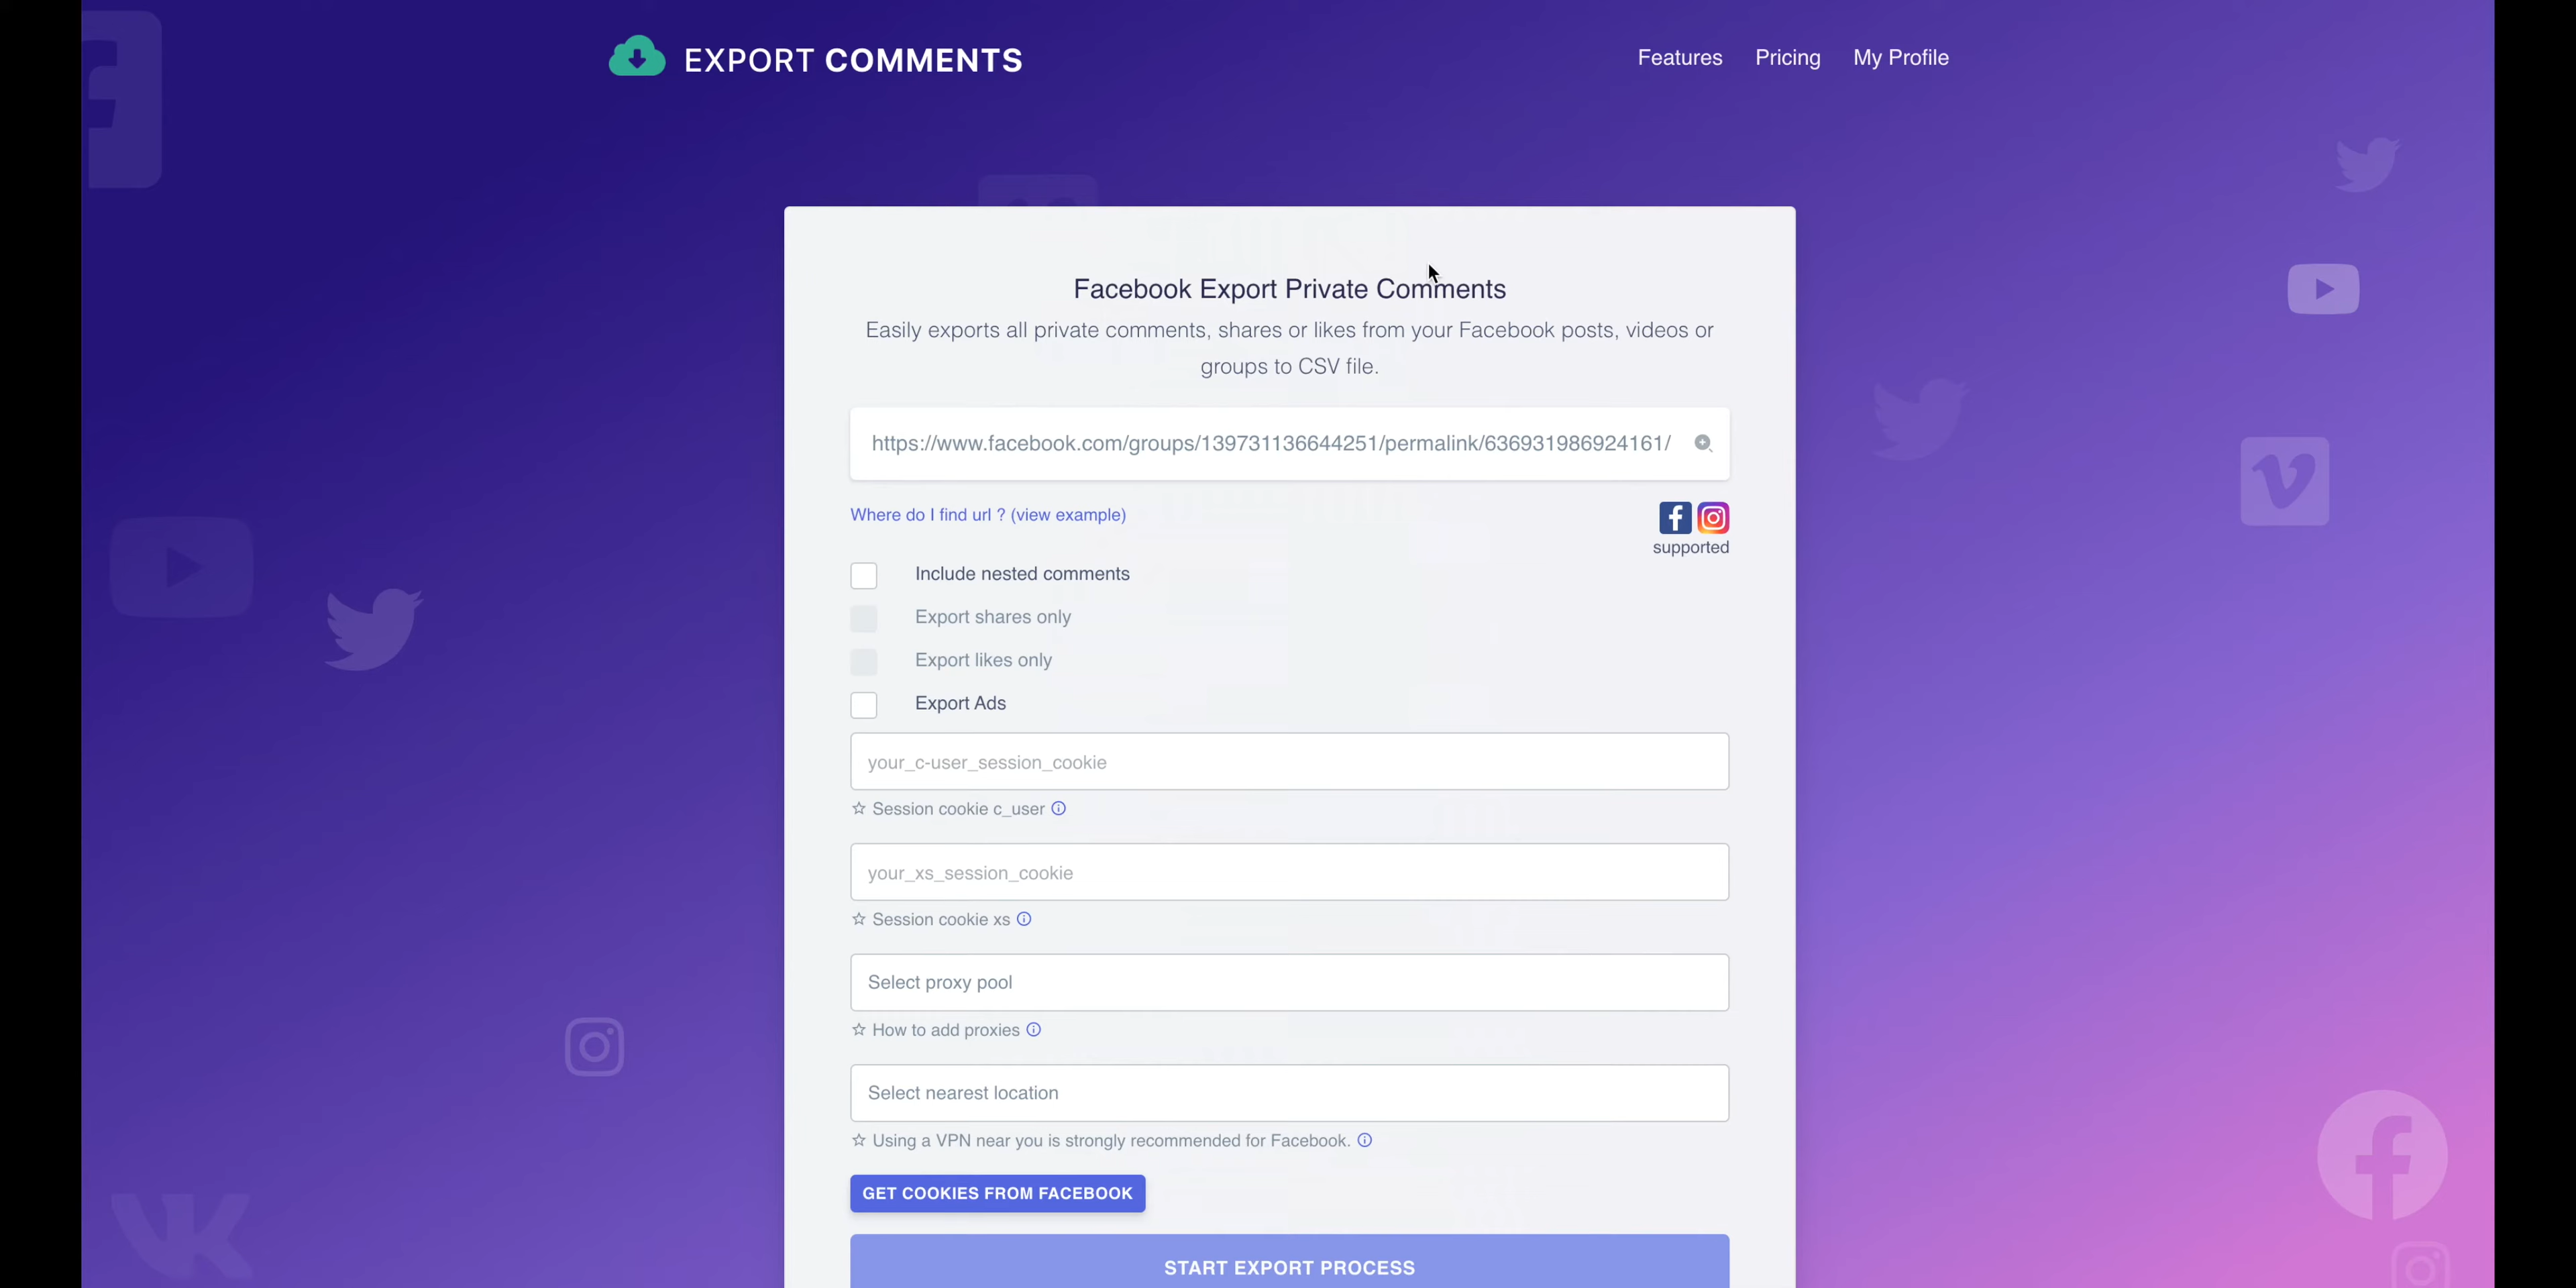 EXPORT COMMENTS
Features
Pricing
My Profile
Facebook Export Private Comments
Easily exports all private comments, shares or likes from your Facebook posts, videos or
groups to CSV file.
https://www.facebook.com/groups/139731136644251/permalink/636931986924161/
Where do I find url ? (view example)
supported
Include nested comments
Export shares only
Export likes only
Export Ads
your_c-user_session_cookie
Session cookie c_user
your_xs_session_cookie
Session cookie xs
Select proxy pool
How to add proxies
Select nearest location
Using a VPN near you is strongly recommended for Facebook.
GET COOKIES FROM FACEBOOK
START EXPORT PROCESS